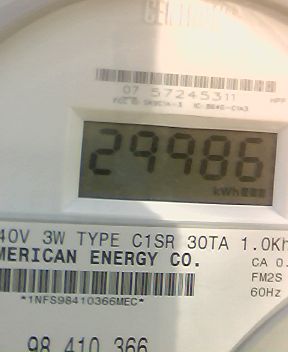 07 57245311
29986
kWh
40V 3W TYPE C1SR 30TA 1.0Kh
MERICAN ENERGY CO.
CA 0.
FM2S
60Hz
*1NFS98410366MEC*
98 410 366